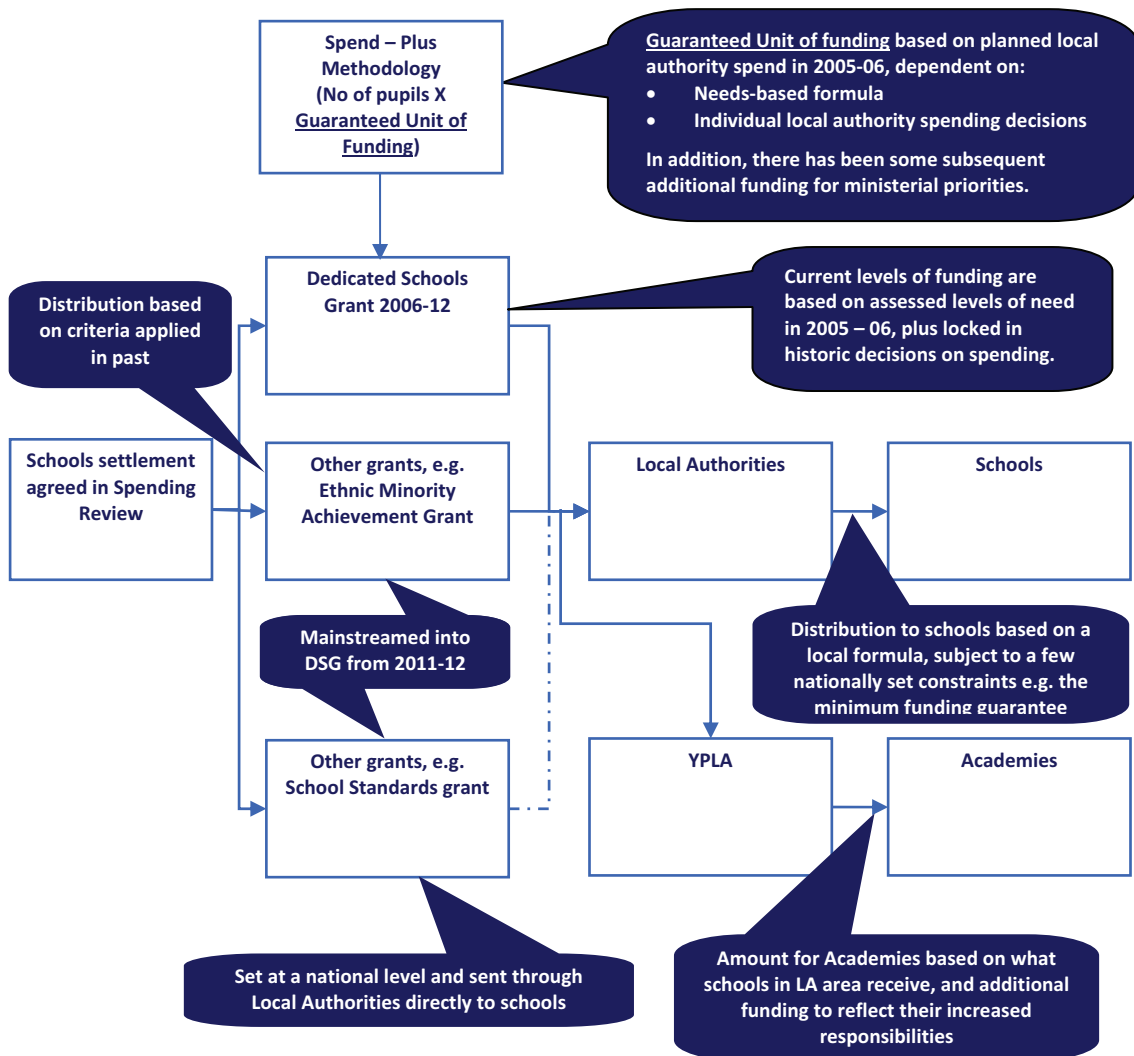 Spend – Plus
Methodology
(No of pupils X
Guaranteed Unit of
Funding)
Guaranteed Unit of funding based on planned local
authority spend in 2005-06, dependent on:
• Needs-based formula
• Individual local authority spending decisions
In addition, there has been some subsequent
additional funding for ministerial priorities.
Dedicated Schools
Grant 2006-12
Current levels of funding are
based on assessed levels of need
in 2005 – 06, plus locked in
historic decisions on spending.
Distribution based
on criteria applied
in past
Schools settlement
agreed in Spending
Review
Other grants, e.g.
Ethnic Minority
Achievement Grant
Local Authorities
Schools
Mainstreamed into
DSG from 2011-12
Distribution to schools based on a
local formula, subject to a few
nationally set constraints e.g. the
minimum funding guarantee
Other grants, e.g.
School Standards grant
YPLA
Academies
Set at a national level and sent through
Local Authorities directly to schools
Amount for Academies based on what
schools in LA area receive, and additional
funding to reflect their increased
responsibilities